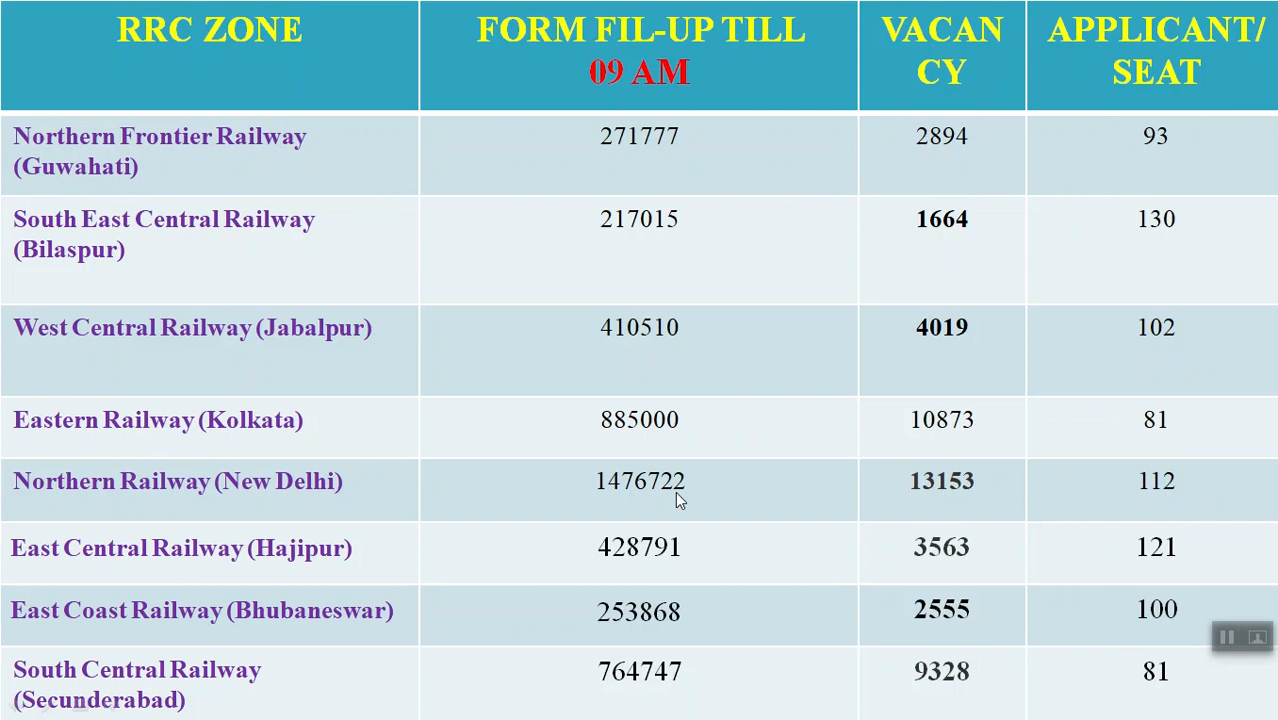 RRC ZONE
FORM FIL-UP TILL
09 AM
VACAN
CY
APPLICANT/
SEAT
Northern Frontier Railway
(Guwahati)
271777
2894
93
South East Central Railway
(Bilaspur)
217015
1664
130
West Central Railway (Jabalpur)
410510
4019
102
Eastern Railway (Kolkata)
885000
10873
81
Northern Railway (New Delhi)
1476722
13153
112
East Central Railway (Hajipur)
428791
3563
121
East Coast Railway (Bhubaneswar)
253868
2555
100
South Central Railway
(Secunderabad)
764747
9328
81